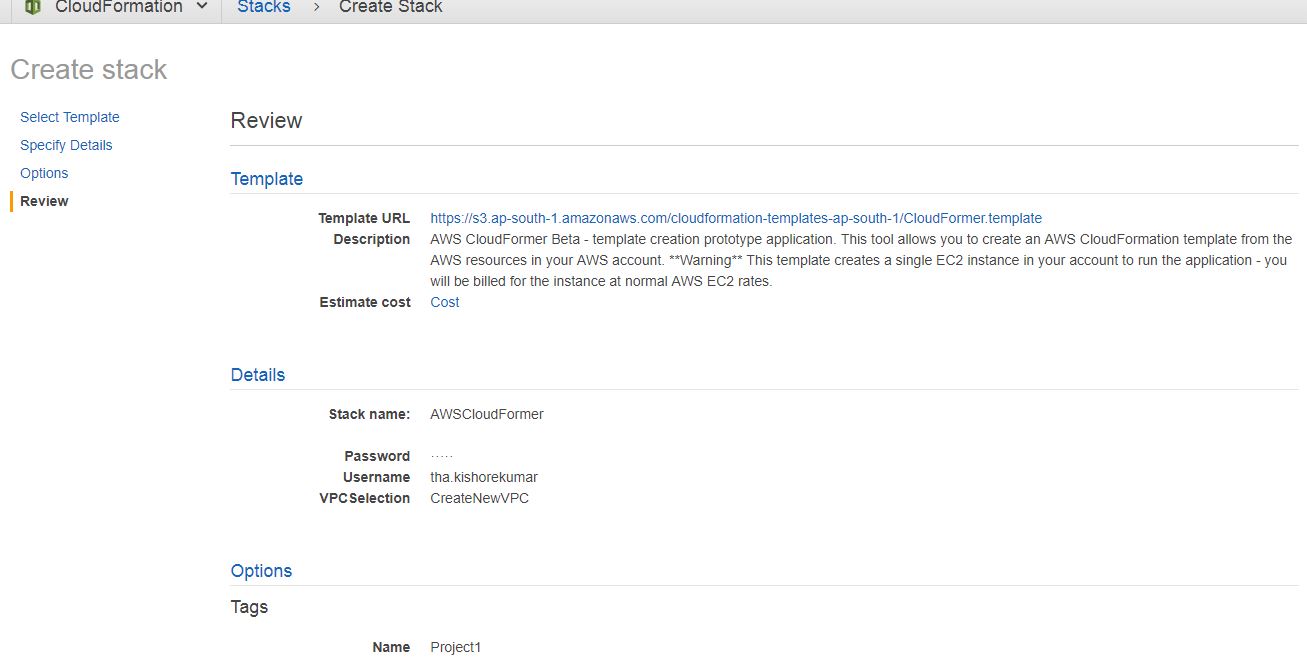 CloudFormation Stacks > Create Stack
Create stack
Select Template
Specify Details
Options
Review
Review
Template
Template URL https://s3.ap-south-1.amazonaws.com/cloudformation-templates-ap-south-1/CloudFormer.template
Description AWS CloudFormer Beta - template creation prototype application. This tool allows you to create an AWS CloudFormation template from the
AWS resources in your AWS account. **Warning** This template creates a single EC2 instance in your account to run the application - you
will be billed for the instance at normal AWS EC2 rates.
Estimate cost Cost
Details
Stack name: AWSCloudFormer
Password ·····
Username tha.kishorekumar
VPCSelection CreateNewVPC
Options
Tags
Name Project1